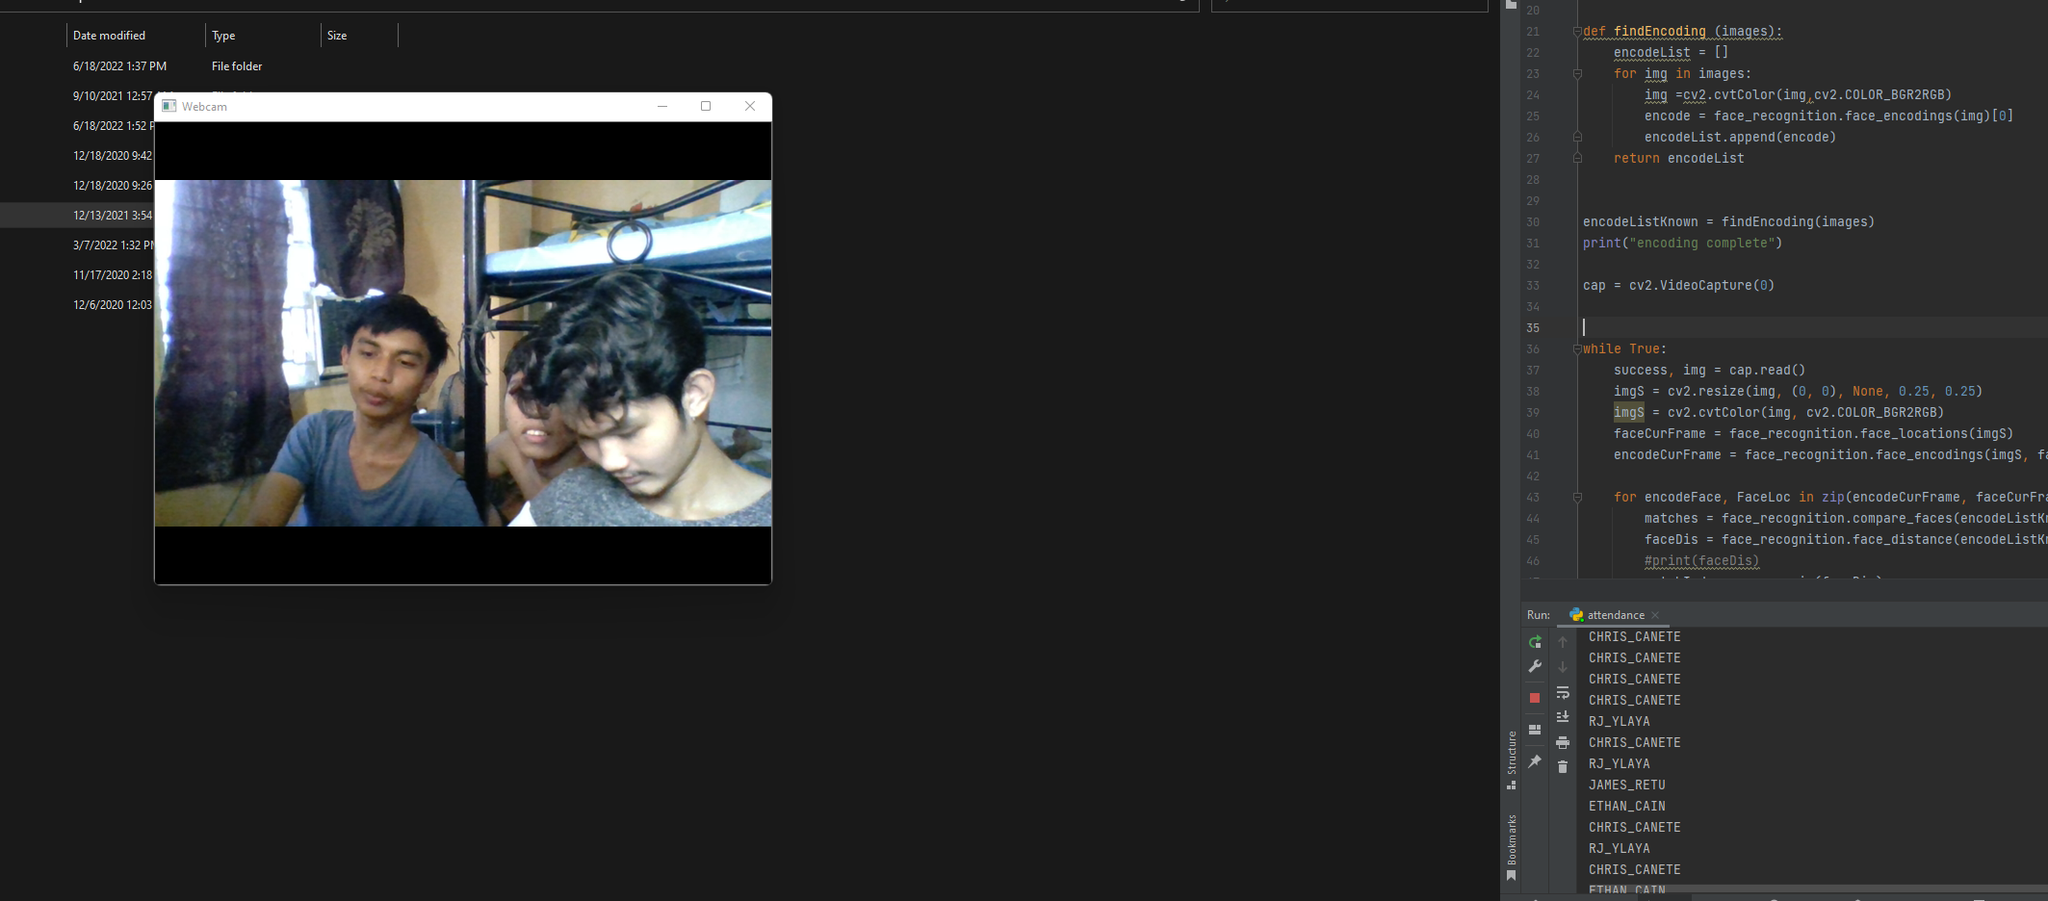 Date modified
Type
Size
6/18/2022 1:37 PM
File folder
9/10/2021 12:57
6/18/2022 1:52 P
12/18/2020 9:42
12/18/2020 9:26
12/13/2021 3:54
3/7/2022 1:32 PM
11/17/2020 2:18
12/6/2020 12:03
Webcam
20
21 def findEncoding (images):
22 encodeList = []
23 for img in images:
24 img =cv2.cvtColor(img,cv2.COLOR_BGR2RGB)
25 encode = face_recognition.face_encodings(img)[0]
26 encodeList.append(encode)
27 return encodeList
28
29
30 encodeListKnown = findEncoding(images)
31 print("encoding complete")
32
33 cap = cv2.VideoCapture(0)
34
35
36 while True:
37 success, img = cap.read()
38 imgS = cv2.resize(img, (0, 0), None, 0.25, 0.25)
39 imgS = cv2.cvtColor(img, cv2.COLOR_BGR2RGB)
40 faceCurFrame = face_recognition.face_locations(imgS)
41 encodeCurFrame = face_recognition.face_encodings(imgS, fa
42
43 for encodeFace, FaceLoc in zip(encodeCurFrame, faceCurFra
44 matches = face_recognition.compare_faces(encodeListKn
45 faceDis = face_recognition.face_distance(encodeListKn
46 #print(faceDis)
Run:
attendance
CHRIS_CANETE
CHRIS_CANETE
CHRIS_CANETE
CHRIS_CANETE
RJ_YLAYA
CHRIS_CANETE
RJ_YLAYA
JAMES_RETU
ETHAN_CAIN
CHRIS_CANETE
RJ_YLAYA
CHRIS_CANETE
ETHAN_CAIN
Structure
Bookmarks